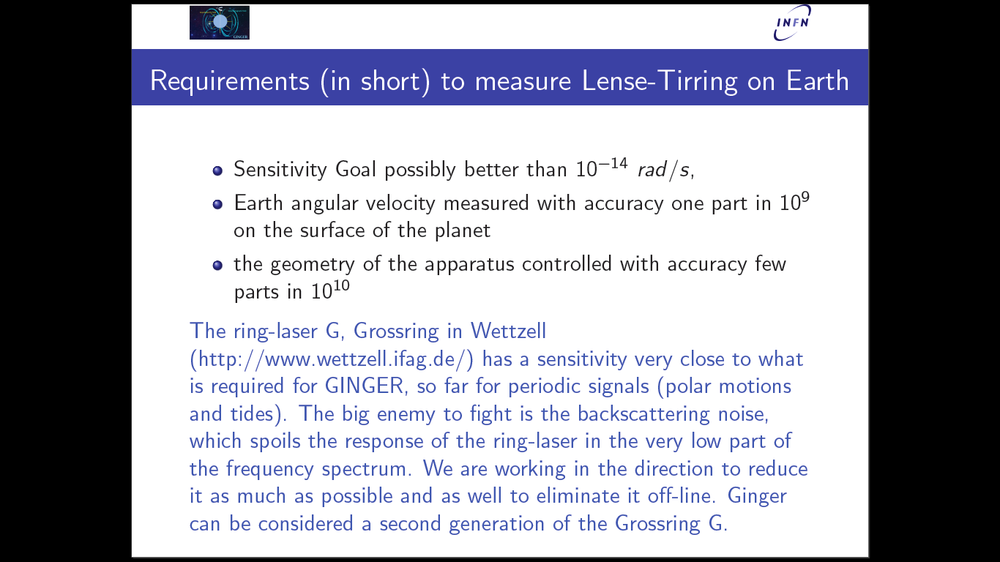 GINGER
INFN
Requirements (in short) to measure Lense-Tirring on Earth
Sensitivity Goal possibly better than 10⁻¹⁴ rad/s,
Earth angular velocity measured with accuracy one part in 10⁹
on the surface of the planet
the geometry of the apparatus controlled with accuracy few
parts in 10¹⁰
The ring-laser G, Grossring in Wettzell
(http://www.wettzell.ifag.de/) has a sensitivity very close to what
is required for GINGER, so far for periodic signals (polar motions
and tides). The big enemy to fight is the backscattering noise,
which spoils the response of the ring-laser in the very low part of
the frequency spectrum. We are working in the direction to reduce
it as much as possible and as well to eliminate it off-line. Ginger
can be considered a second generation of the Grossring G.